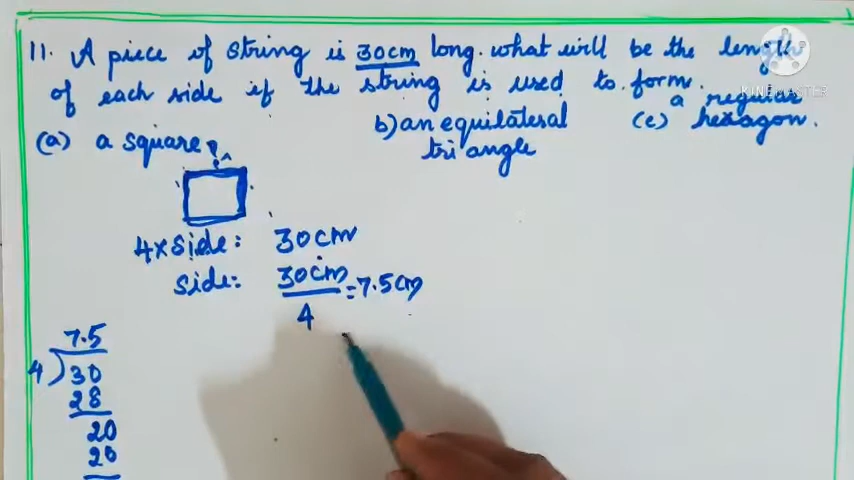 11. A piece of string is 30cm long. what will be the length
of each side if the string is used to form.
(a) a square
b) an equilateral
triangle
(c) a regular
hexagon.
4×side: 30cm
side: 30cm
4
=7.5cm
7.5
4)30
28
20
20
KINEMASTER